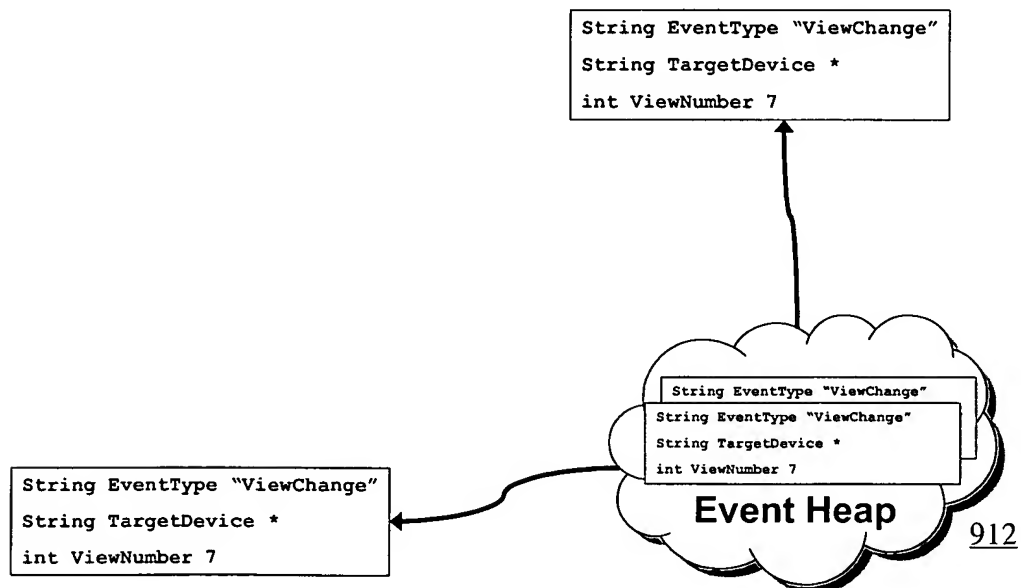 String EventType “ViewChange”
String TargetDevice *
int ViewNumber 7
String EventType “ViewChange”
String EventType “ViewChange”
String TargetDevice *
int ViewNumber 7
Event Heap
912
String EventType “ViewChange”
String TargetDevice *
int ViewNumber 7